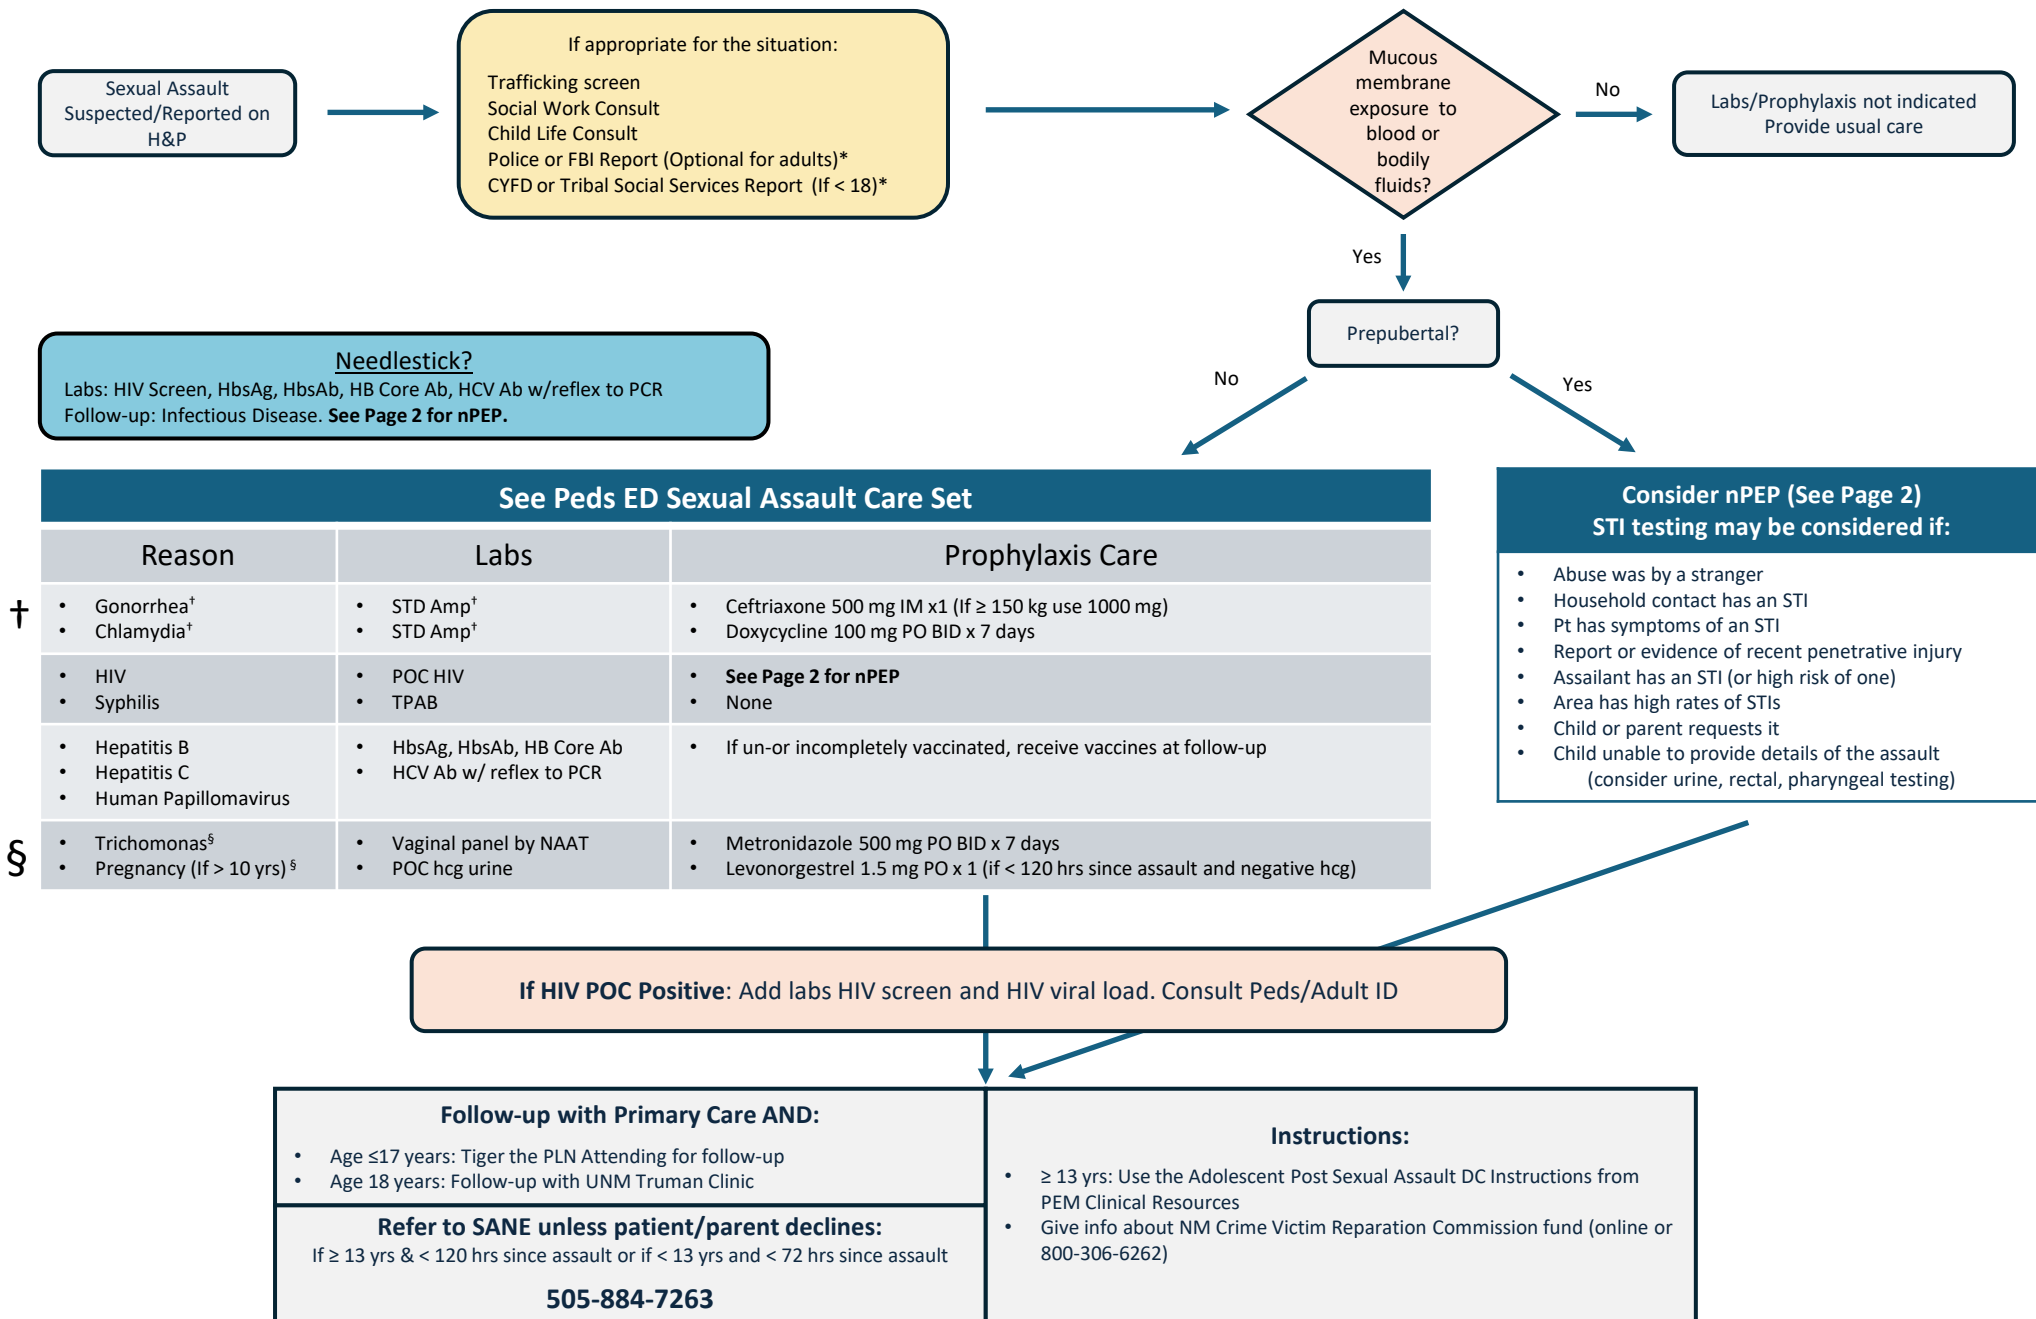 Sexual Assault
Suspected/Reported on
H&P
If appropriate for the situation:
Trafficking screen
Social Work Consult
Child Life Consult
Police or FBI Report (Optional for adults)*
CYFD or Tribal Social Services Report (If < 18)*
Mucous
membrane
exposure to
blood or
bodily
fluids?
No
Labs/Prophylaxis not indicated
Provide usual care
Yes
Prepubertal?
No
Yes
Needlestick?
Labs: HIV Screen, HbsAg, HbsAb, HB Core Ab, HCV Ab w/reflex to PCR
Follow-up: Infectious Disease. See Page 2 for nPEP.
See Peds ED Sexual Assault Care Set
Reason
Labs
Prophylaxis Care
†
• Gonorrhea†
• Chlamydia†
• STD Amp†
• STD Amp†
• Ceftriaxone 500 mg IM x1 (If ≥ 150 kg use 1000 mg)
• Doxycycline 100 mg PO BID x 7 days
• HIV
• Syphilis
• POC HIV
• TPAB
• See Page 2 for nPEP
• None
• Hepatitis B
• Hepatitis C
• Human Papillomavirus
• HbsAg, HbsAb, HB Core Ab
• HCV Ab w/ reflex to PCR
• If un-or incompletely vaccinated, receive vaccines at follow-up
§
• Trichomonas§
• Pregnancy (If > 10 yrs) §
• Vaginal panel by NAAT
• POC hcg urine
• Metronidazole 500 mg PO BID x 7 days
• Levonorgestrel 1.5 mg PO x 1 (if < 120 hrs since assault and negative hcg)
Consider nPEP (See Page 2)
STI testing may be considered if:
• Abuse was by a stranger
• Household contact has an STI
• Pt has symptoms of an STI
• Report or evidence of recent penetrative injury
• Assailant has an STI (or high risk of one)
• Area has high rates of STIs
• Child or parent requests it
• Child unable to provide details of the assault
(consider urine, rectal, pharyngeal testing)
If HIV POC Positive: Add labs HIV screen and HIV viral load. Consult Peds/Adult ID
Follow-up with Primary Care AND:
• Age ≤17 years: Tiger the PLN Attending for follow-up
• Age 18 years: Follow-up with UNM Truman Clinic
Refer to SANE unless patient/parent declines:
If ≥ 13 yrs & < 120 hrs since assault or if < 13 yrs and < 72 hrs since assault
505-884-7263
Instructions:
• ≥ 13 yrs: Use the Adolescent Post Sexual Assault DC Instructions from
PEM Clinical Resources
• Give info about NM Crime Victim Reparation Commission fund (online or
800-306-6262)